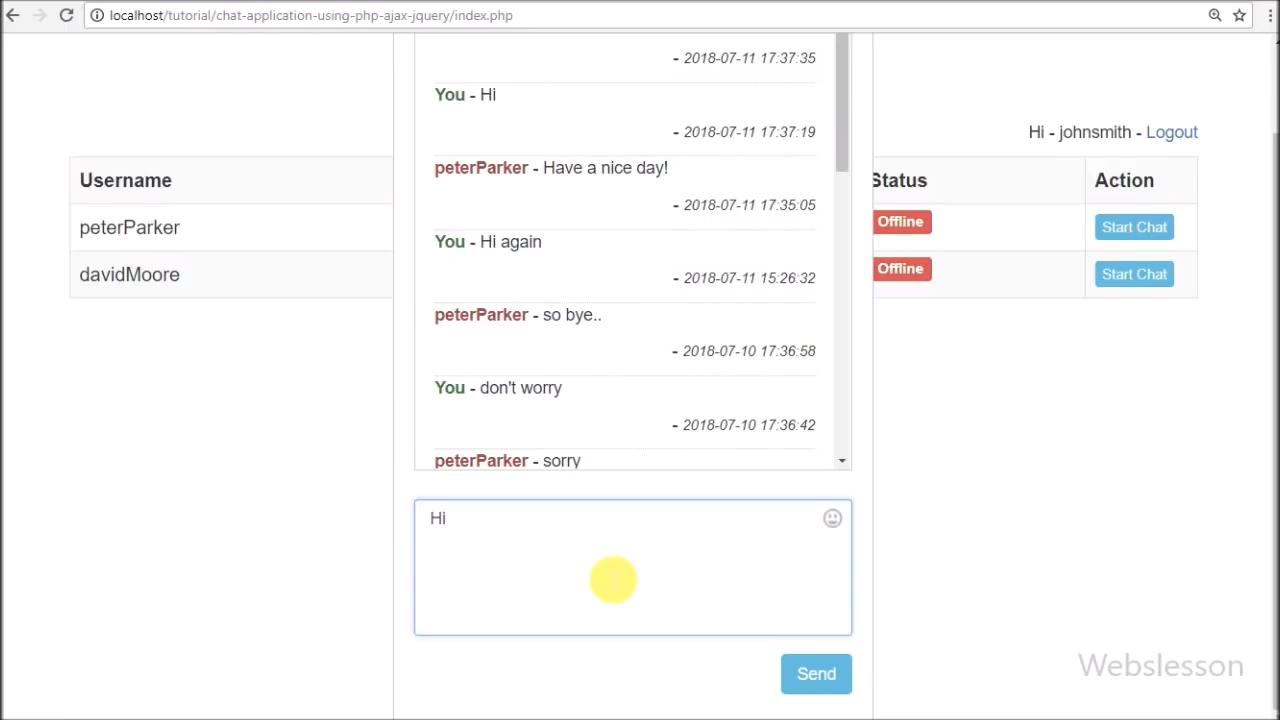 localhost/tutorial/chat-application-using-php-ajax-jquery/index.php
- 2018-07-11 17:37:35
You - Hi
- 2018-07-11 17:37:19
Hi - johnsmith - Logout
peterParker - Have a nice day!
Username
Status
Action
- 2018-07-11 17:35:05
peterParker
Offline
Start Chat
You - Hi again
davidMoore
Offline
Start Chat
- 2018-07-11 15:26:32
peterParker - so bye..
- 2018-07-10 17:36:58
You - don't worry
- 2018-07-10 17:36:42
peterParker - sorry
Hi
Send
Webslesson